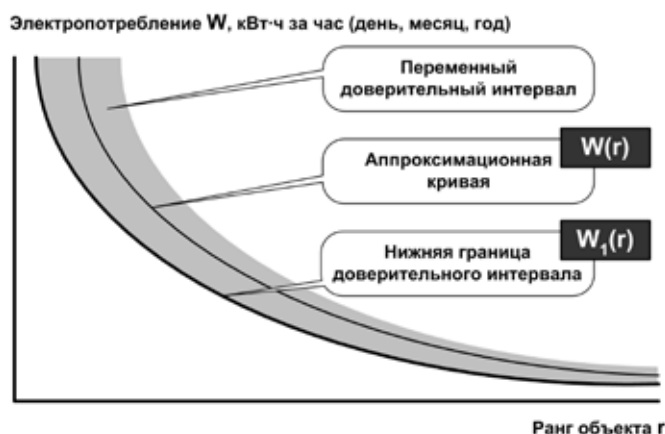 Электропотребление W, кВт·ч за час (день, месяц, год)
Переменный
доверительный интервал
W(r)
Аппроксимационная
кривая
W₁(r)
Нижняя граница
доверительного интервала
Ранг объекта r